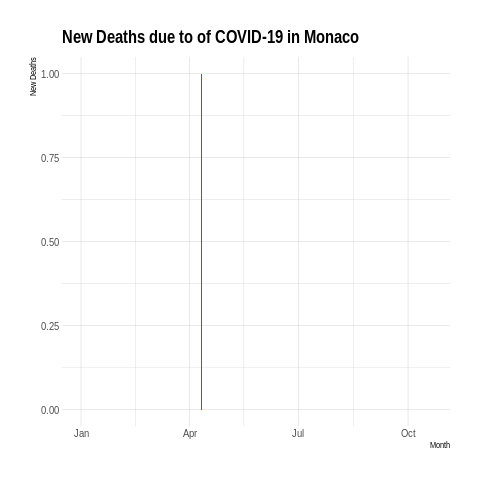 New Deaths due to of COVID-19 in Monaco
New Deaths
1.00
0.75
0.50
0.25
0.00
Jan Apr Jul Oct
Month